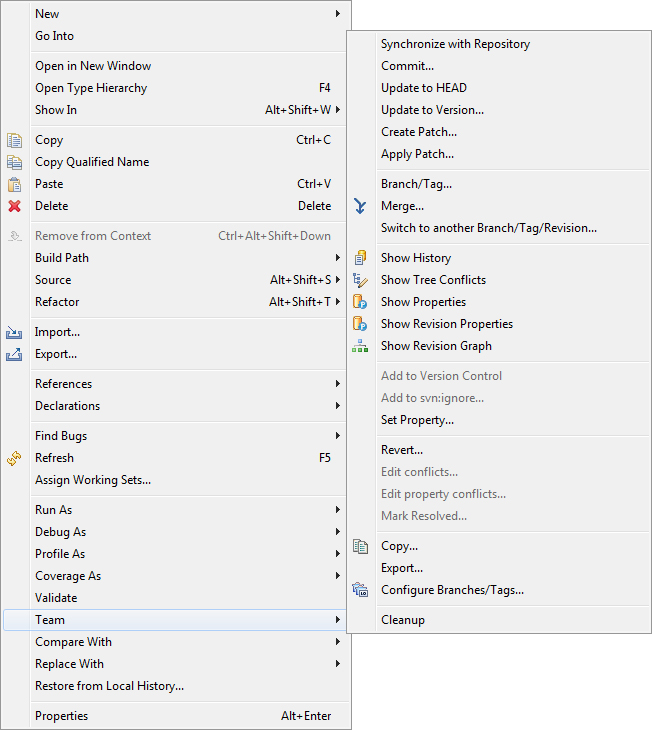 New
Go Into
Open in New Window
Open Type Hierarchy F4
Show In Alt+Shift+W
Copy Ctrl+C
Copy Qualified Name
Paste Ctrl+V
Delete Delete
Remove from Context Ctrl+Alt+Shift+Down
Build Path
Source Alt+Shift+S
Refactor Alt+Shift+T
Import...
Export...
References
Declarations
Find Bugs
Refresh F5
Assign Working Sets...
Run As
Debug As
Profile As
Coverage As
Validate
Team
Compare With
Replace With
Restore from Local History...
Properties Alt+Enter
Synchronize with Repository
Commit...
Update to HEAD
Update to Version...
Create Patch...
Apply Patch...
Branch/Tag...
Merge...
Switch to another Branch/Tag/Revision...
Show History
Show Tree Conflicts
Show Properties
Show Revision Properties
Show Revision Graph
Add to Version Control
Add to svn:ignore...
Set Property...
Revert...
Edit conflicts...
Edit property conflicts...
Mark Resolved...
Copy...
Export...
Configure Branches/Tags...
Cleanup